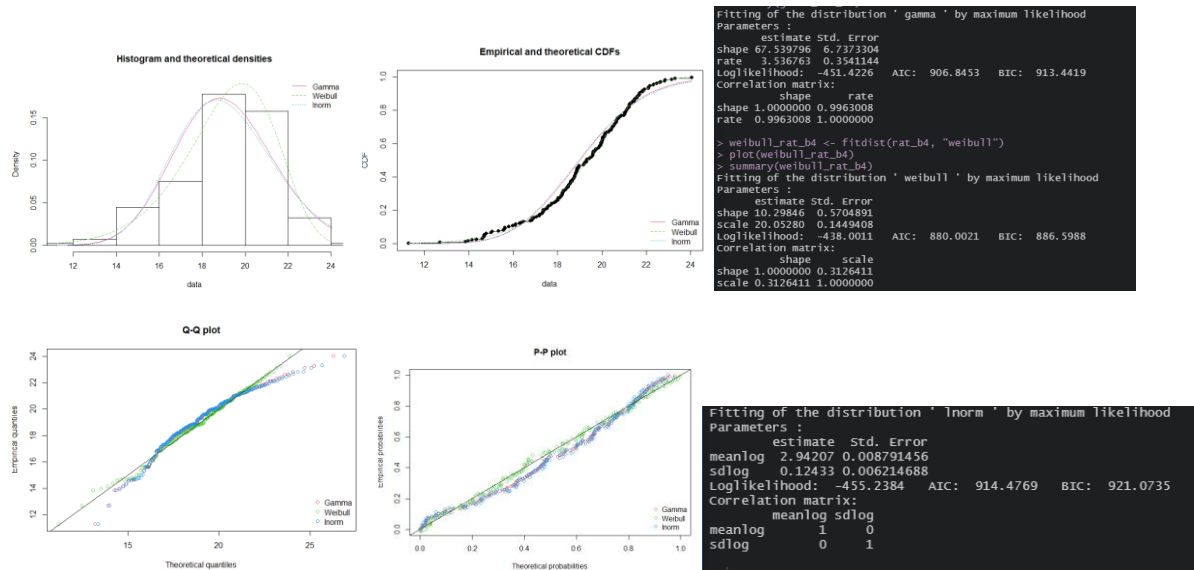 Histogram and theoretical densities
Gamma
Weibull
lnorm
Density
0.00
0.05
0.10
0.15
12 14 16 18 20 22 24
data
Empirical and theoretical CDFs
CDF
0.0
0.2
0.4
0.6
0.8
1.0
Gamma
Weibull
lnorm
12 14 16 18 20 22 24
data
Fitting of the distribution ' gamma ' by maximum likelihood
Parameters :
estimate Std. Error
shape 67.539796 6.7373304
rate 3.536763 0.3541144
Loglikelihood: -451.4226 AIC: 906.8453 BIC: 913.4419
Correlation matrix:
shape rate
shape 1.0000000 0.9963008
rate 0.9963008 1.0000000
> weibull_rat_b4 <- fitdist(rat_b4, "weibull")
> plot(weibull_rat_b4)
> summary(weibull_rat_b4)
Fitting of the distribution ' weibull ' by maximum likelihood
Parameters :
estimate Std. Error
shape 10.29846 0.5704891
scale 20.05280 0.1449408
Loglikelihood: -438.0011 AIC: 880.0021 BIC: 886.5988
Correlation matrix:
shape scale
shape 1.0000000 0.3126411
scale 0.3126411 1.0000000
Q-Q plot
Empirical quantiles
12
14
16
18
20
22
24
Gamma
Weibull
lnorm
15 20 25
Theoretical quantiles
P-P plot
Empirical probabilities
0.0
0.2
0.4
0.6
0.8
1.0
Gamma
Weibull
lnorm
0.0 0.2 0.4 0.6 0.8 1.0
Theoretical probabilities
Fitting of the distribution ' lnorm ' by maximum likelihood
Parameters :
estimate Std. Error
meanlog 2.94207 0.008791456
sdlog 0.12433 0.006214688
Loglikelihood: -455.2384 AIC: 914.4769 BIC: 921.0735
Correlation matrix:
meanlog sdlog
meanlog 1 0
sdlog 0 1